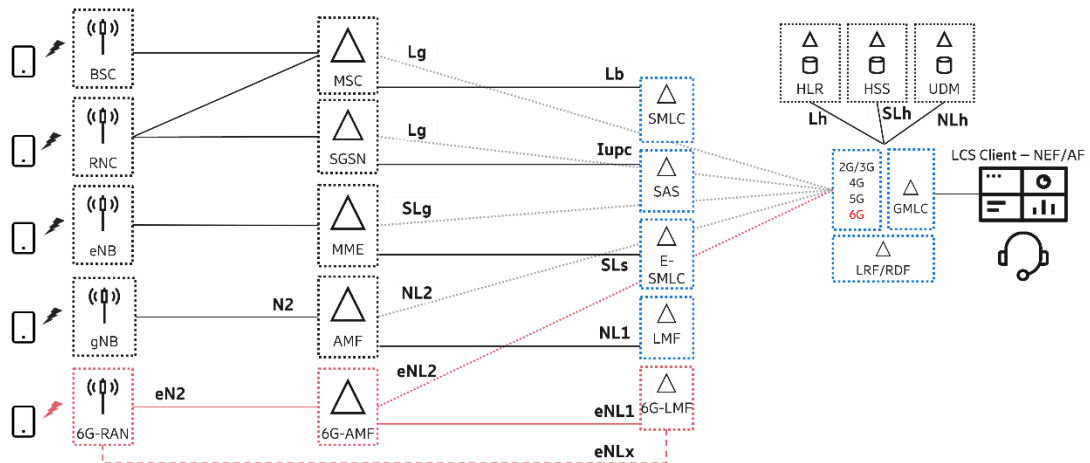 BSC
MSC
Lg
Lb
SMLC
HLR
HSS
UDM
Lh
SLh
NLh
RNC
SGSN
Lg
Iupc
SAS
2G/3G
4G
5G
6G
GMLC
LCS Client – NEF/AF
LRF/RDF
eNB
MME
SLg
SLs
E-
SMLC
gNB
N2
AMF
NL2
NL1
LMF
6G-RAN
eN2
6G-AMF
eNL2
eNL1
6G-LMF
eNLx